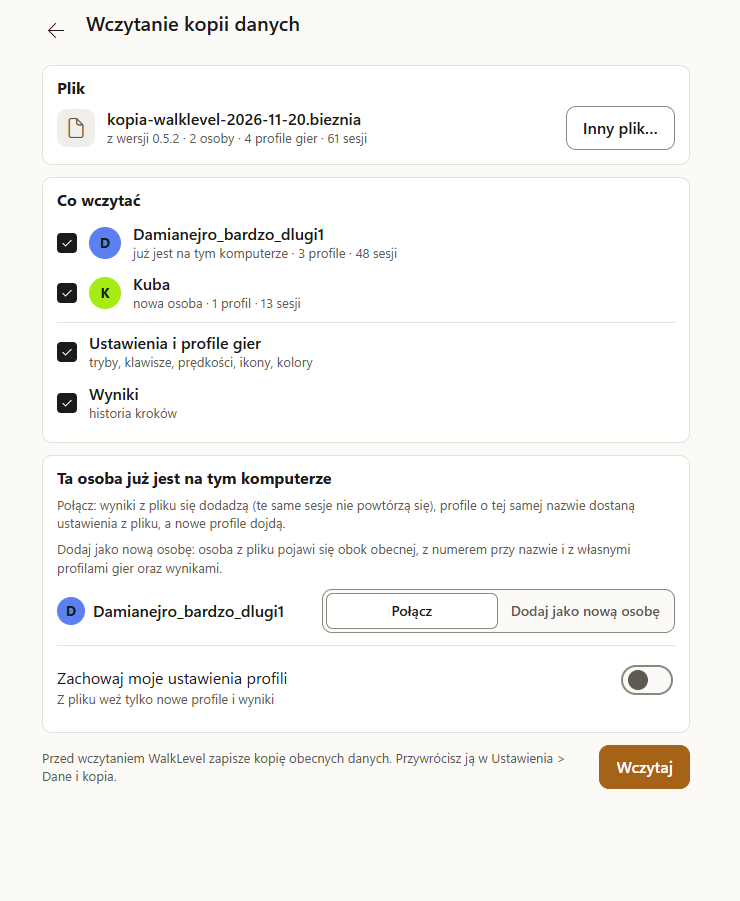 Wczytanie kopii danych
Plik
kopia-walklevel-2026-11-20.bieznia
z wersji 0.5.2 · 2 osoby · 4 profile gier · 61 sesji
Inny plik...
Co wczytać
D
Damianejro_bardzo_dlugi1
już jest na tym komputerze · 3 profile · 48 sesji
K
Kuba
nowa osoba · 1 profil · 13 sesji
Ustawienia i profile gier
tryby, klawisze, prędkości, ikony, kolory
Wyniki
historia kroków
Ta osoba już jest na tym komputerze
Połącz: wyniki z pliku się dodadzą (te same sesje nie powtórzą się), profile o tej samej nazwie dostaną
ustawienia z pliku, a nowe profile dojdą.
Dodaj jako nową osobę: osoba z pliku pojawi się obok obecnej, z numerem przy nazwie i z własnymi
profilami gier oraz wynikami.
D
Damianejro_bardzo_dlugi1
Połącz
Dodaj jako nową osobę
Zachowaj moje ustawienia profili
Z pliku weź tylko nowe profile i wyniki
Przed wczytaniem WalkLevel zapisze kopię obecnych danych. Przywrócisz ją w Ustawienia >
Dane i kopia.
Wczytaj